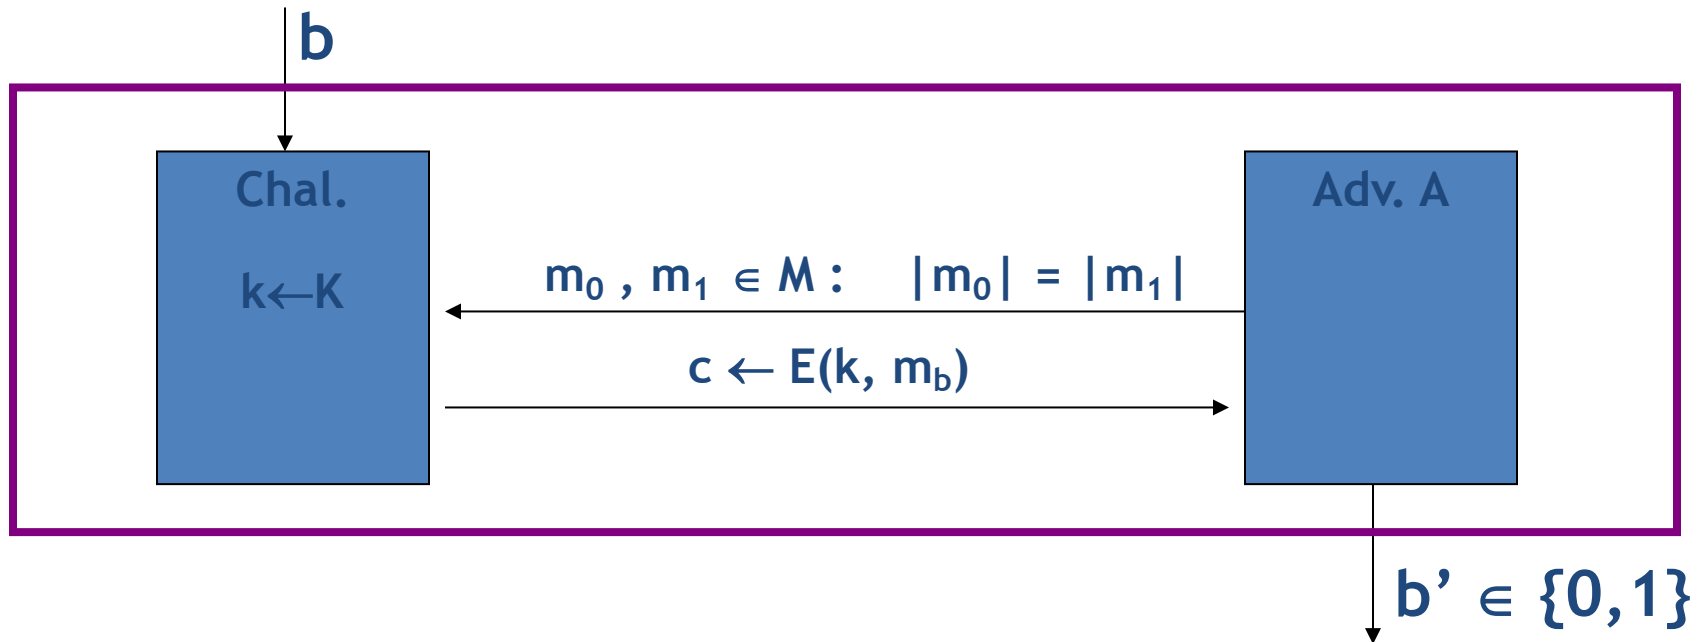 b
Chal.
Adv. A
k←K
m₀ , m₁ ∈ M : |m₀| = |m₁|
c ← E(k, m_b)
b’ ∈ {0,1}